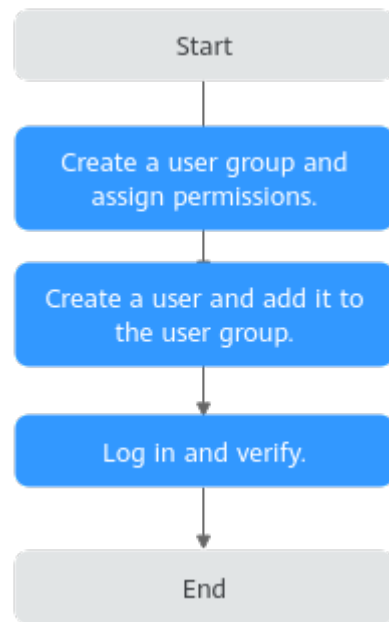 Start
Create a user group and
assign permissions.
Create a user and add it to
the user group.
Log in and verify.
End